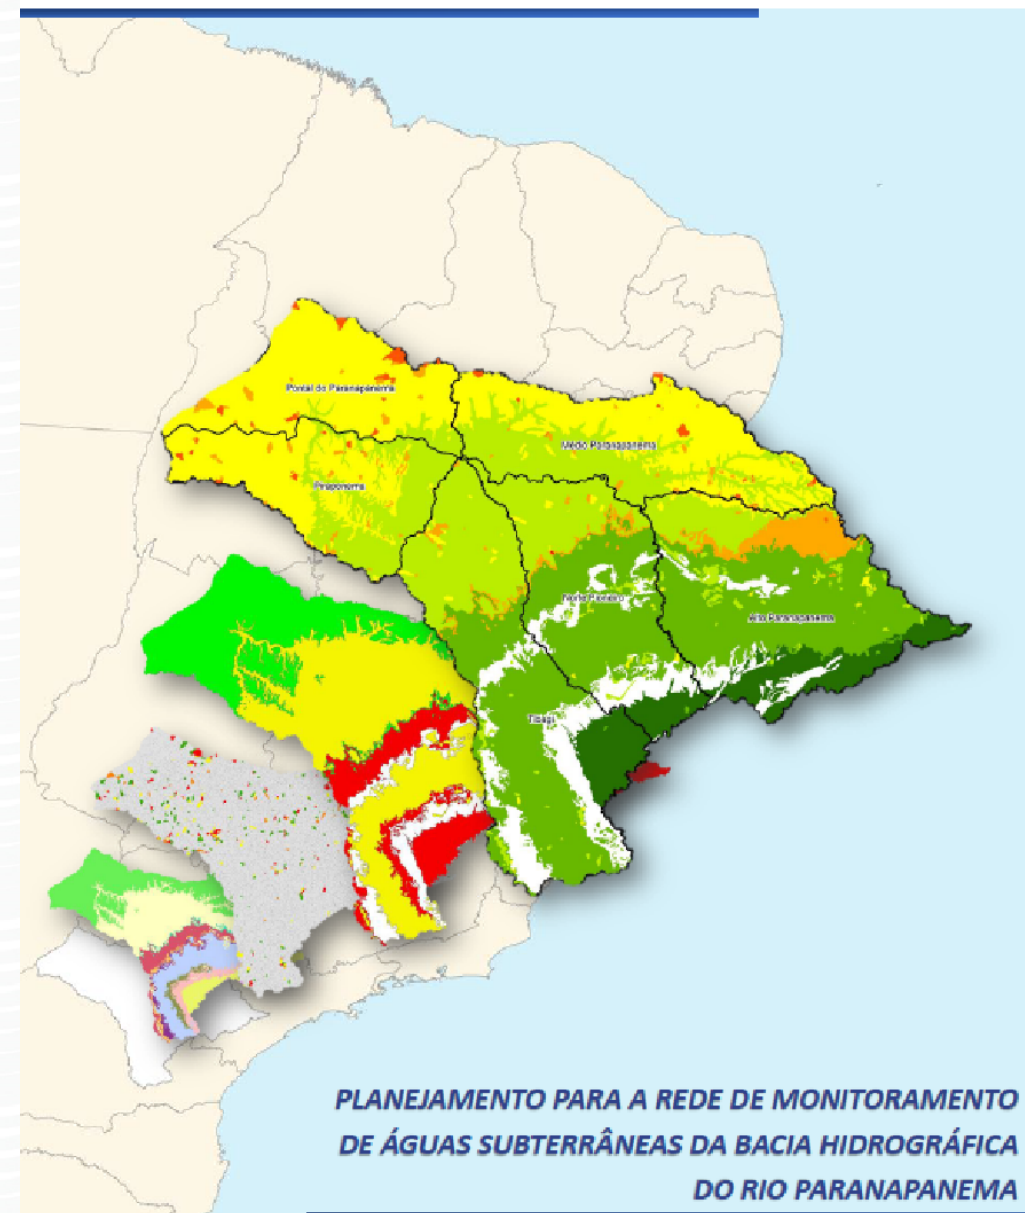 Pontal do Paranapanema
Médio Paranapanema
Piraponema
Norte Pioneiro
Alto Paranapanema
Tibagi
PLANEJAMENTO PARA A REDE DE MONITORAMENTO
DE ÁGUAS SUBTERRÂNEAS DA BACIA HIDROGRÁFICA
DO RIO PARANAPANEMA